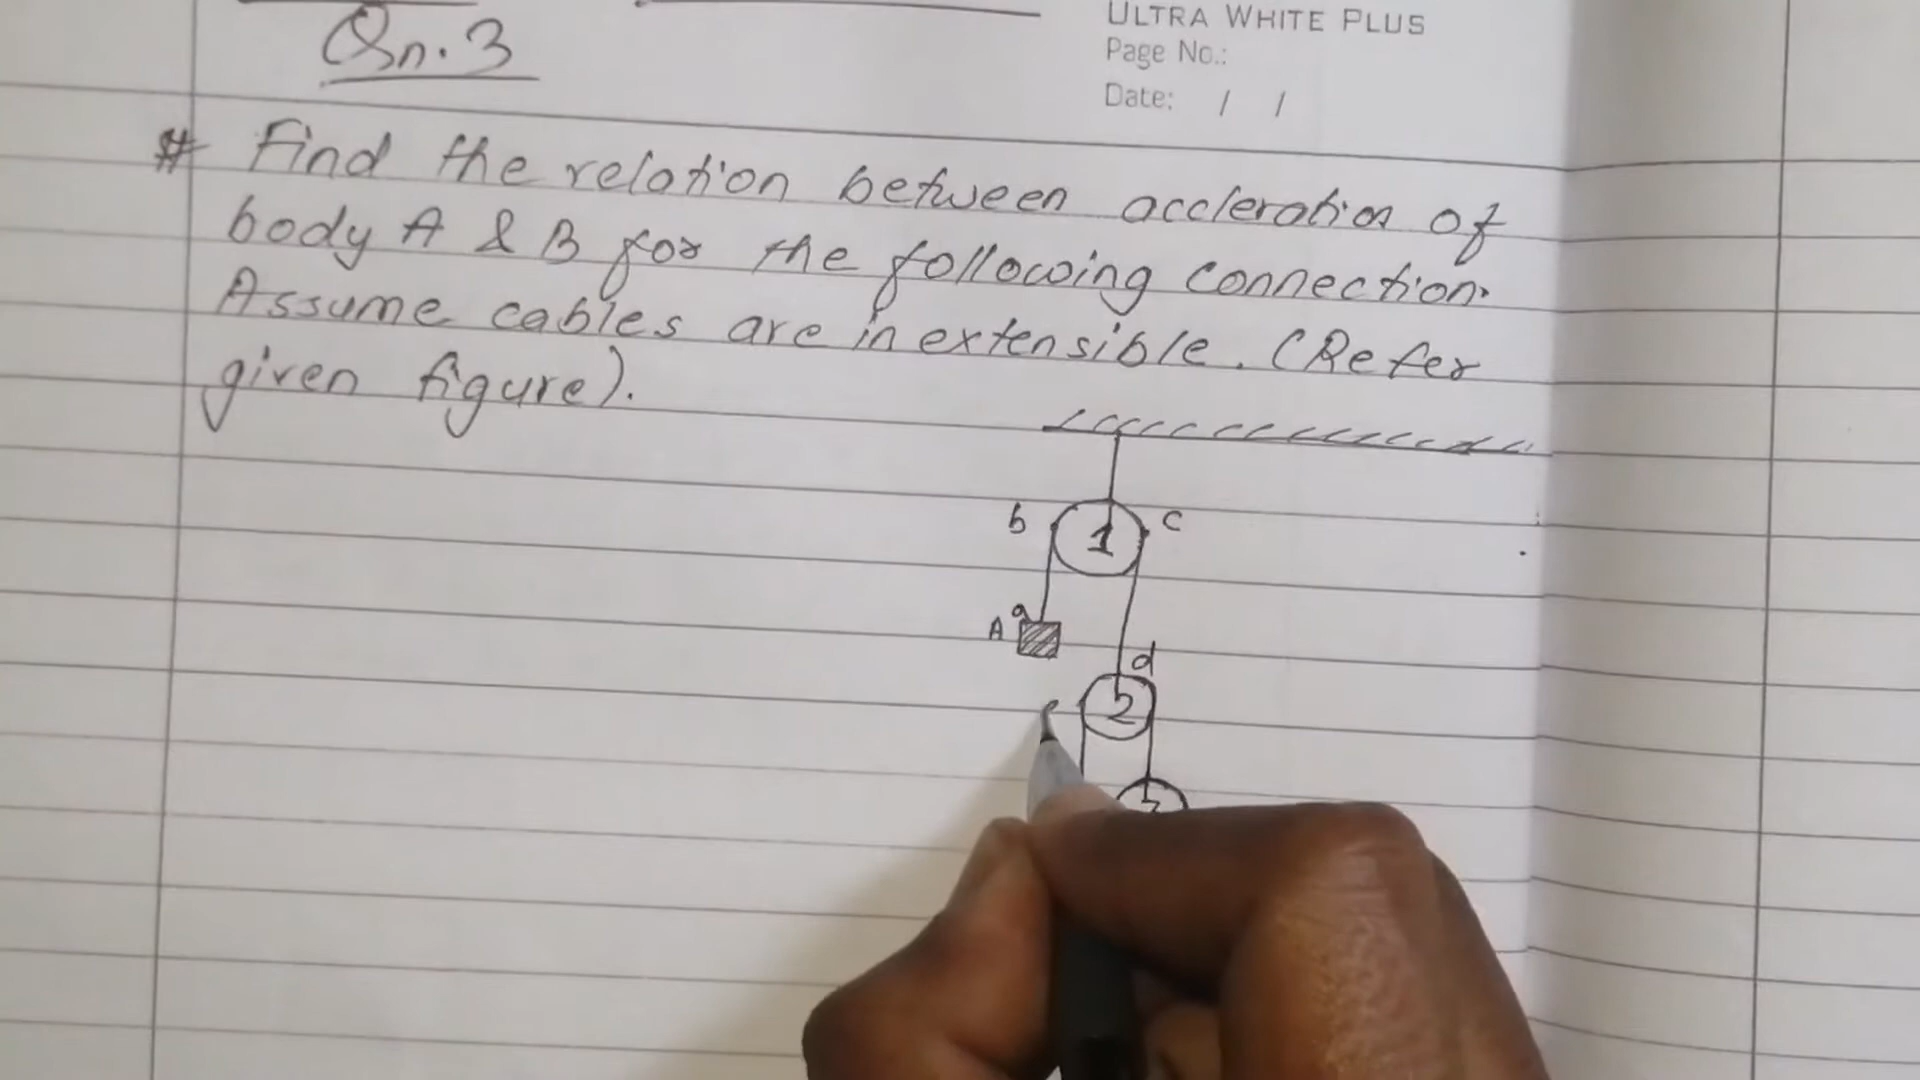 ULTRA WHITE PLUS
Qn. 3
Page No.:
Date: / /
# Find the relation between accleration of
body A & B for the following connection.
Assume cables are inextensible. (Refer
given figure).
b 1 c
a
A
d
2